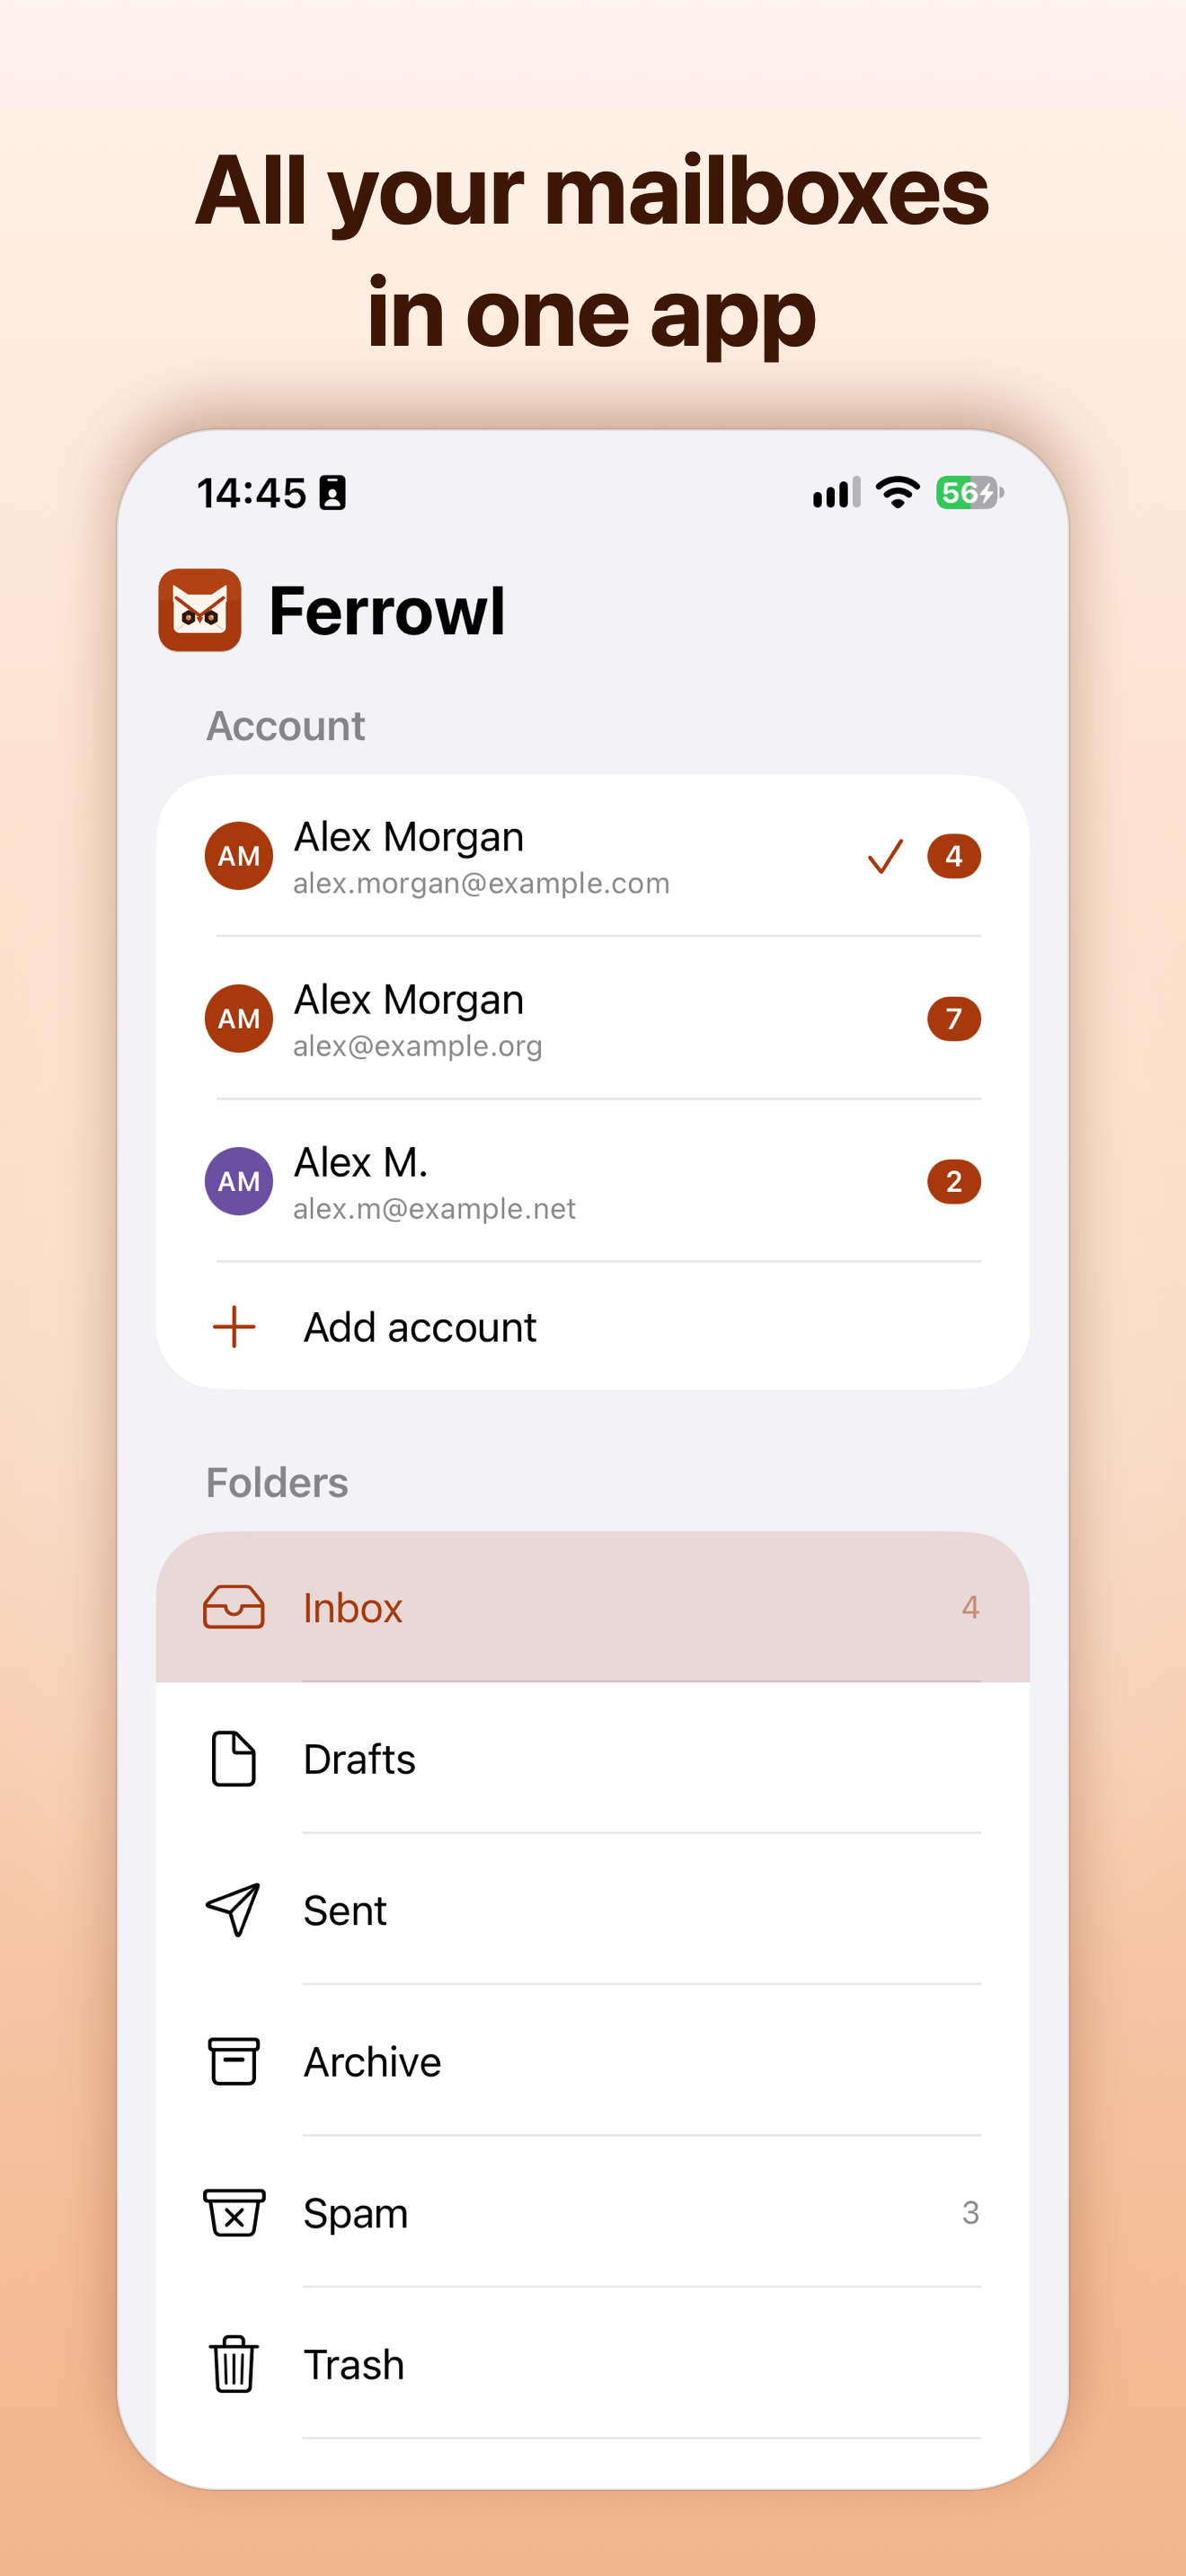 All your mailboxes
in one app
14:45
56
Ferrowl
Account
AM
Alex Morgan
alex.morgan@example.com
4
AM
Alex Morgan
alex@example.org
7
AM
Alex M.
alex.m@example.net
2
Add account
Folders
Inbox
4
Drafts
Sent
Archive
Spam
3
Trash